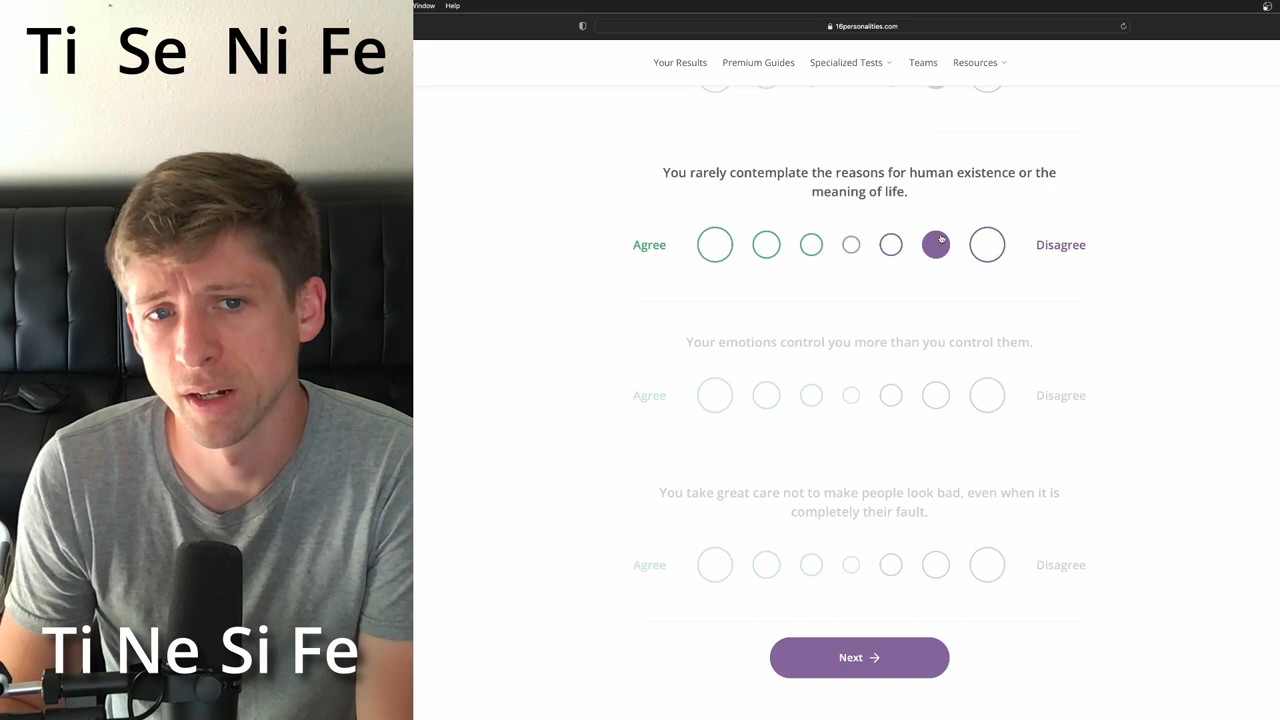 Ti Se Ni Fe
Ti Ne Si Fe
Window Help
16personalities.com
Your Results Premium Guides Specialized Tests Teams Resources
You rarely contemplate the reasons for human existence or the
meaning of life.
Agree Disagree
Your emotions control you more than you control them.
Agree Disagree
You take great care not to make people look bad, even when it is
completely their fault.
Agree Disagree
Next →